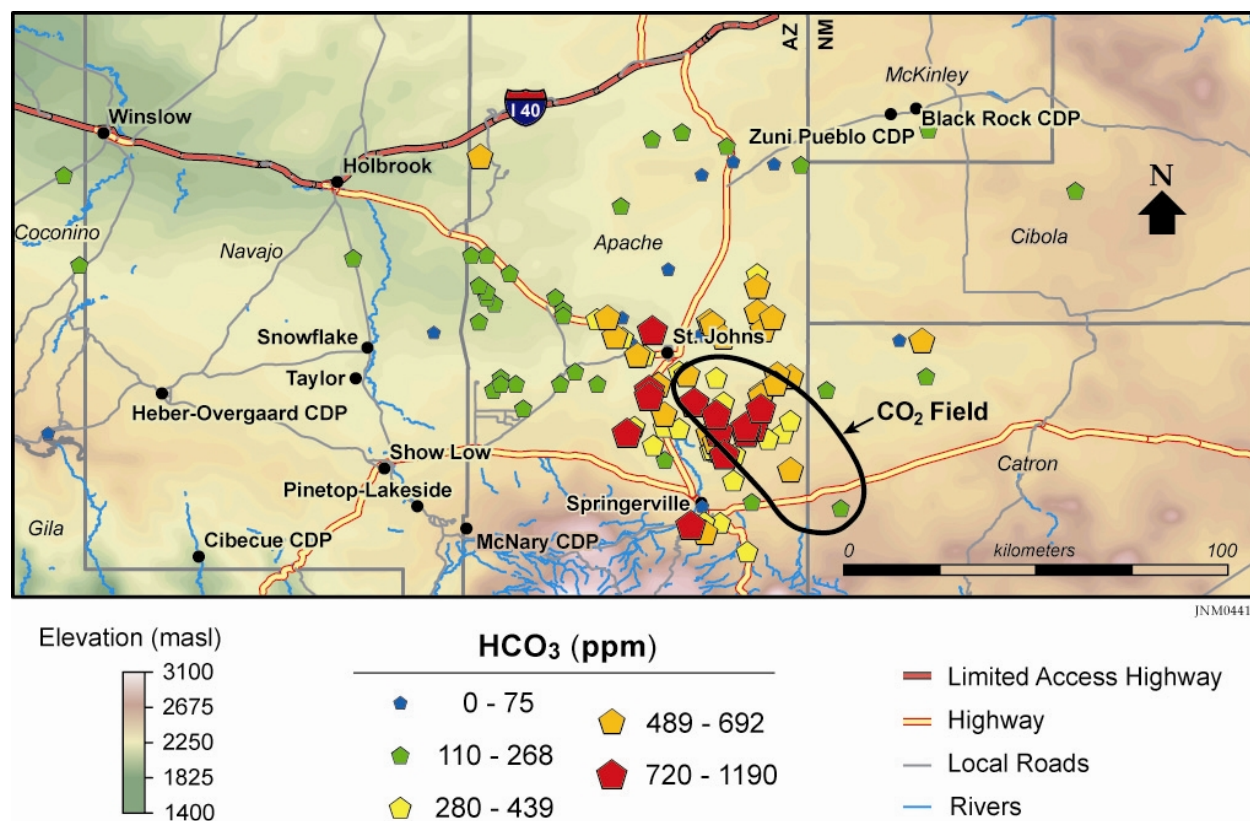 AZ
NM
McKinley
I 40
Winslow
Black Rock CDP
Zuni Pueblo CDP
Holbrook
N
Coconino
Navajo
Apache
Cibola
Snowflake
St. Johns
Taylor
Heber-Overgaard CDP
CO2 Field
Show Low
Catron
Pinetop-Lakeside
Springerville
Gila
Cibecue CDP
McNary CDP
0 kilometers 100
JNM0441
Elevation (masl)
3100
2675
2250
1825
1400
HCO3 (ppm)
0 - 75
110 - 268
280 - 439
489 - 692
720 - 1190
Limited Access Highway
Highway
Local Roads
Rivers